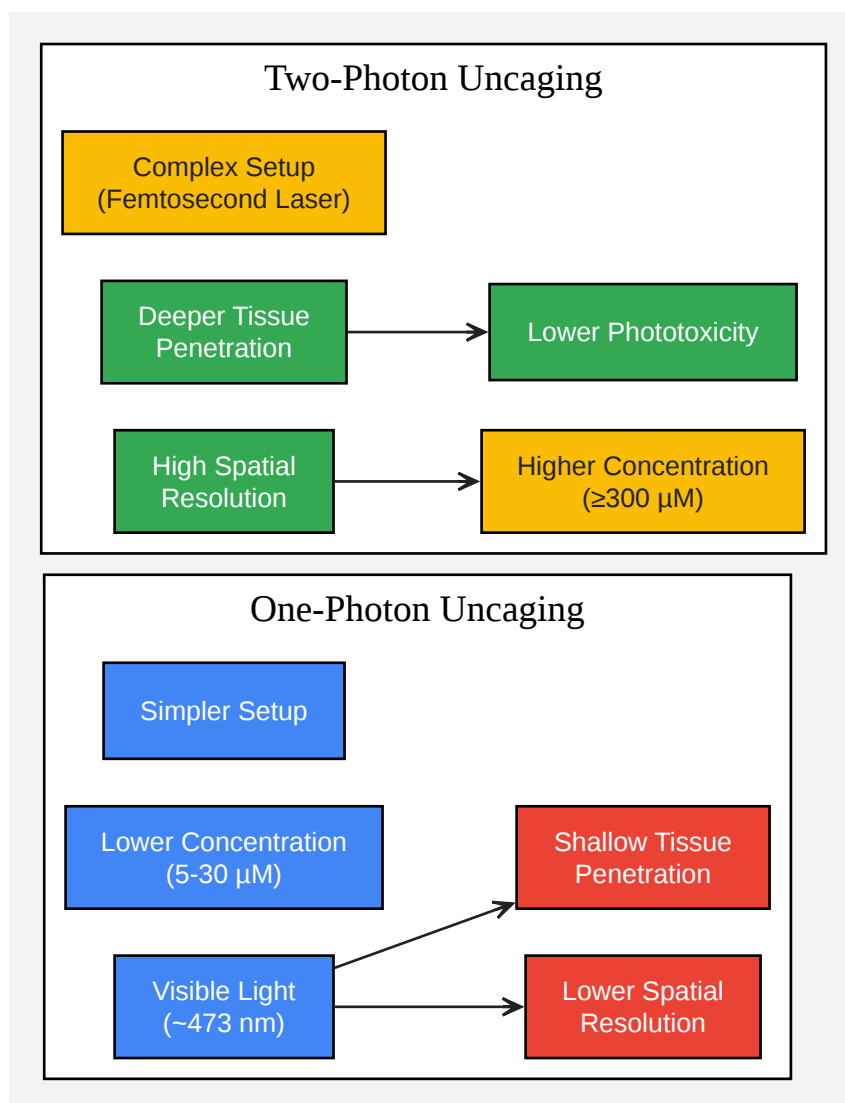 Two-Photon Uncaging
Complex Setup
(Femtosecond Laser)
Deeper Tissue
Penetration
Lower Phototoxicity
High Spatial
Resolution
Higher Concentration
(≥300 µM)
One-Photon Uncaging
Simpler Setup
Lower Concentration
(5-30 µM)
Shallow Tissue
Penetration
Visible Light
(~473 nm)
Lower Spatial
Resolution